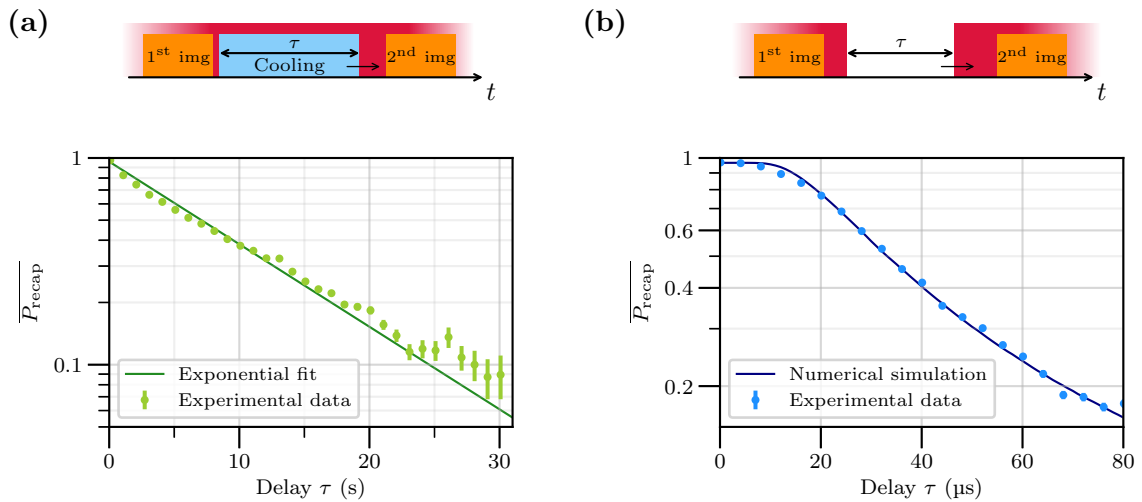 (a)
τ
1st img
Cooling
2nd img
t
1
0.1
P recap
Exponential fit
Experimental data
0
10
20
30
Delay τ (s)
(b)
1st img
τ
2nd img
t
1
0.6
0.4
0.2
P recap
Numerical simulation
Experimental data
0
20
40
60
80
Delay τ (µs)